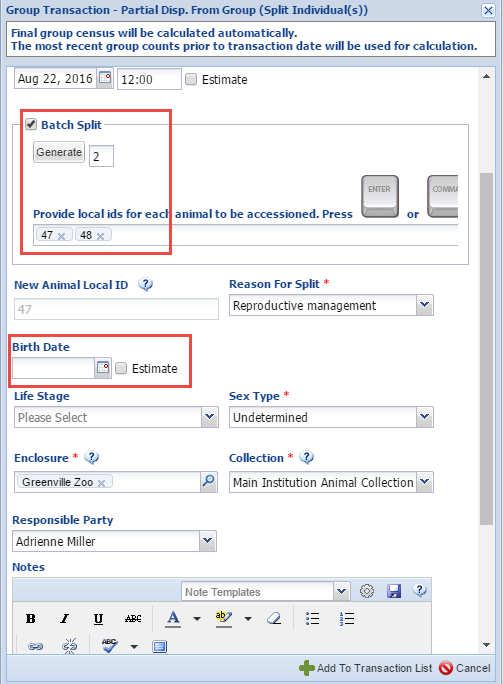 Group Transaction - Partial Disp. From Group (Split Individual(s))
Final group census will be calculated automatically.
The most recent group counts prior to transaction date will be used for calculation.
Aug 22, 2016 12:00 Estimate
Batch Split
Generate 2
ENTER COMMA
Provide local ids for each animal to be accessioned. Press or
47 48
New Animal Local ID Reason For Split *
47 Reproductive management
Birth Date
Estimate
Life Stage Sex Type *
Please Select Undetermined
Enclosure * Collection *
Greenville Zoo Main Institution Animal Collection
Responsible Party
Adrienne Miller
Notes
Note Templates
B I U ABC A ab
ABC
Add To Transaction List Cancel